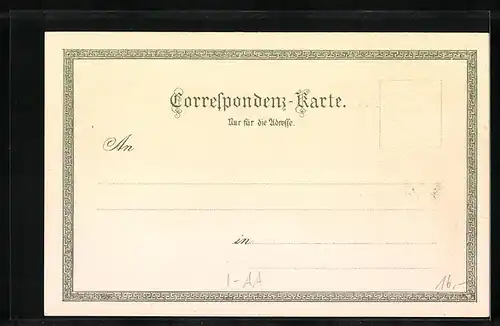 Correspondenz-Karte.
Nur für die Adresse.
An
in
1-AA
16,-